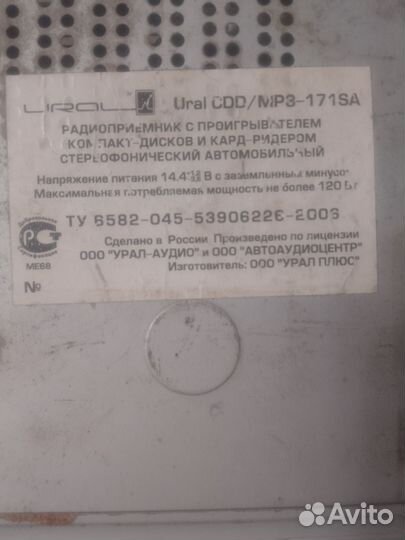 URAL Ural CDD/MP3-171SA
РАДИОПРИЕМНИК С ПРОИГРЫВАТЕЛЕМ
КОМПАКТ-ДИСКОВ И КАРД-РИДЕРОМ
СТЕРЕОФОНИЧЕСКИЙ АВТОМОБИЛЬНЫЙ
Напряжение питания 14.4 В с заземленным минусом
Максимальная потребляемая мощность не более 120 Вт
ТУ 6582-045-53906226-2006
Сделано в России Произведено по лицензии
ООО "УРАЛ-АУДИО" и ООО "АВТОАУДИОЦЕНТР"
Изготовитель: ООО "УРАЛ ПЛЮС"
ME68
№
Avito